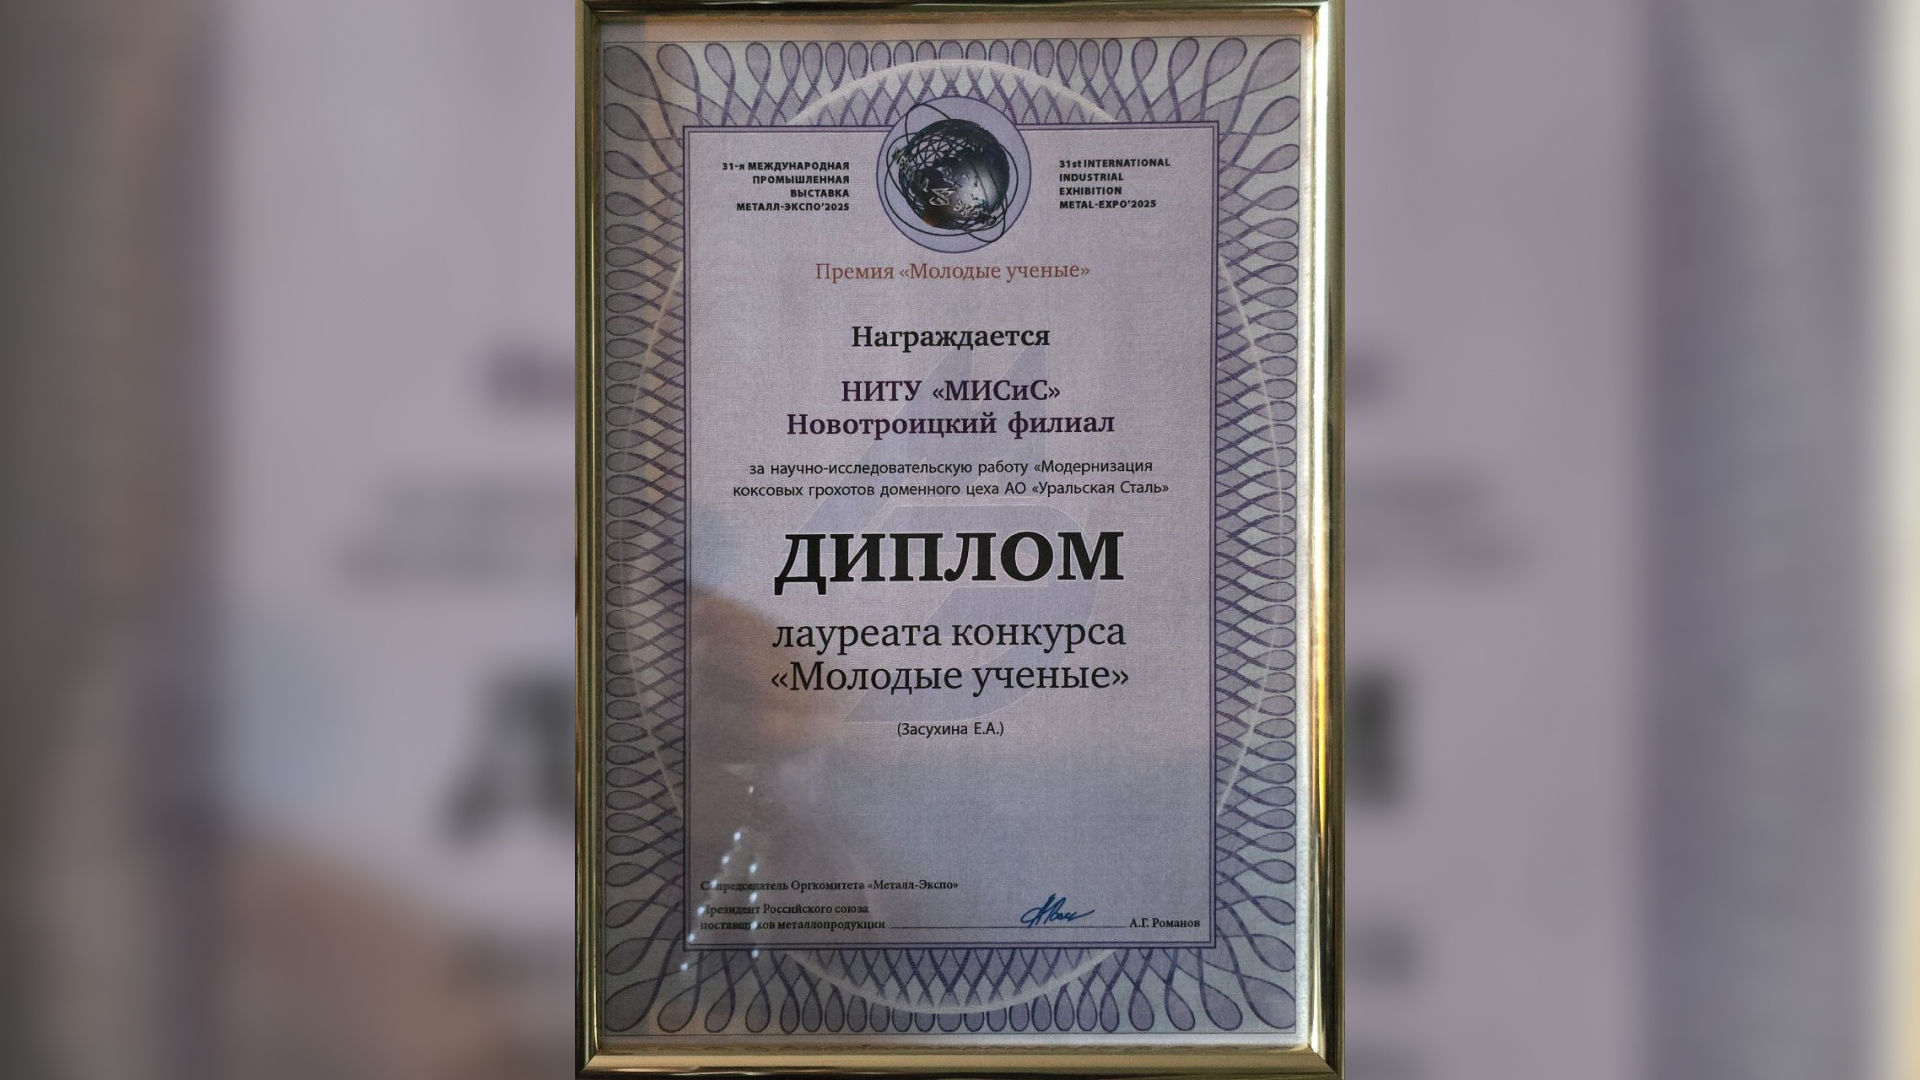 31-я МЕЖДУНАРОДНАЯ
ПРОМЫШЛЕННАЯ
ВЫСТАВКА
МЕТАЛЛ-ЭКСПО'2025
31st INTERNATIONAL
INDUSTRIAL
EXHIBITION
METAL-EXPO'2025
Премия «Молодые ученые»
Награждается
НИТУ «МИСиС»
Новотроицкий филиал
за научно-исследовательскую работу «Модернизация
коксовых грохотов доменного цеха АО «Уральская Сталь»
ДИПЛОМ
лауреата конкурса
«Молодые ученые»
(Засухина Е.А.)
Сопредседатель Оргкомитета «Металл-Экспо»
Президент Российского союза
поставщиков металлопродукции
А.Г. Романов